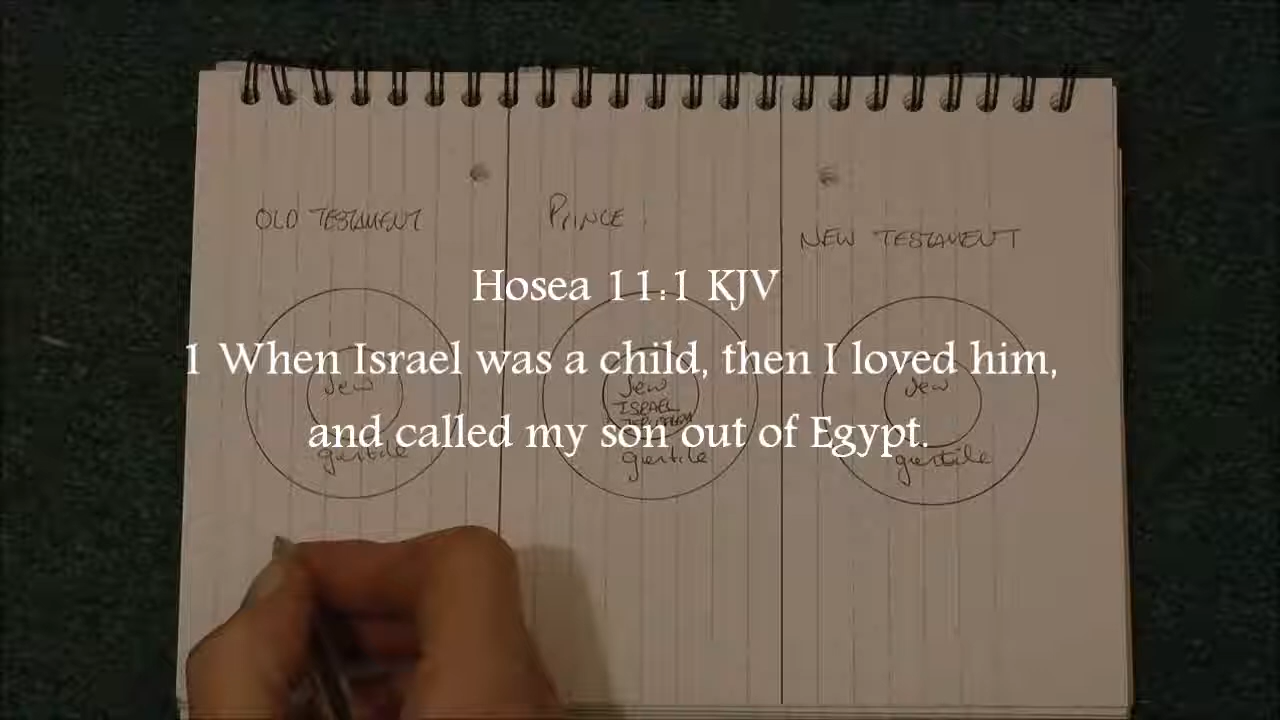 OLD TESTAMENT
PRINCE
NEW TESTAMENT
Hosea 11:1 KJV
1 When Israel was a child, then I loved him,
and called my son out of Egypt.
Jew
gentile
Jew
ISRAEL
gentile
Jew
gentile